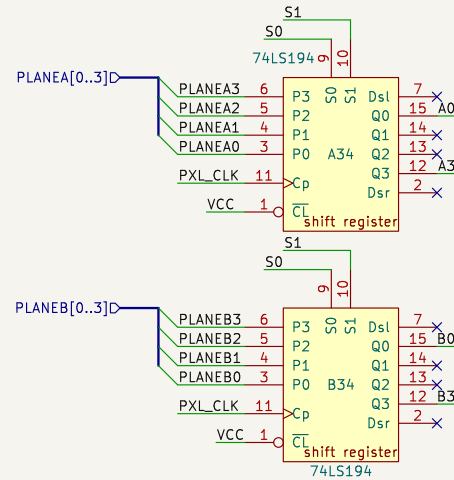 S1
S0
74LS194
9
10
PLANEA[0..3]
PLANEA3 6 P3 S0 S1 Dsl 7
PLANEA2 5 P2 Q0 15 A0
PLANEA1 4 P1 Q1 14
PLANEA0 3 P0 A34 Q2 13
Q3 12 A3
PXL_CLK 11 Cp Dsr 2
VCC 1 CL
shift register
S1
S0
9
10
PLANEB[0..3]
PLANEB3 6 P3 S0 S1 Dsl 7
PLANEB2 5 P2 Q0 15 B0
PLANEB1 4 P1 Q1 14
PLANEB0 3 P0 B34 Q2 13
Q3 12 B3
PXL_CLK 11 Cp Dsr 2
VCC 1 CL
shift register
74LS194